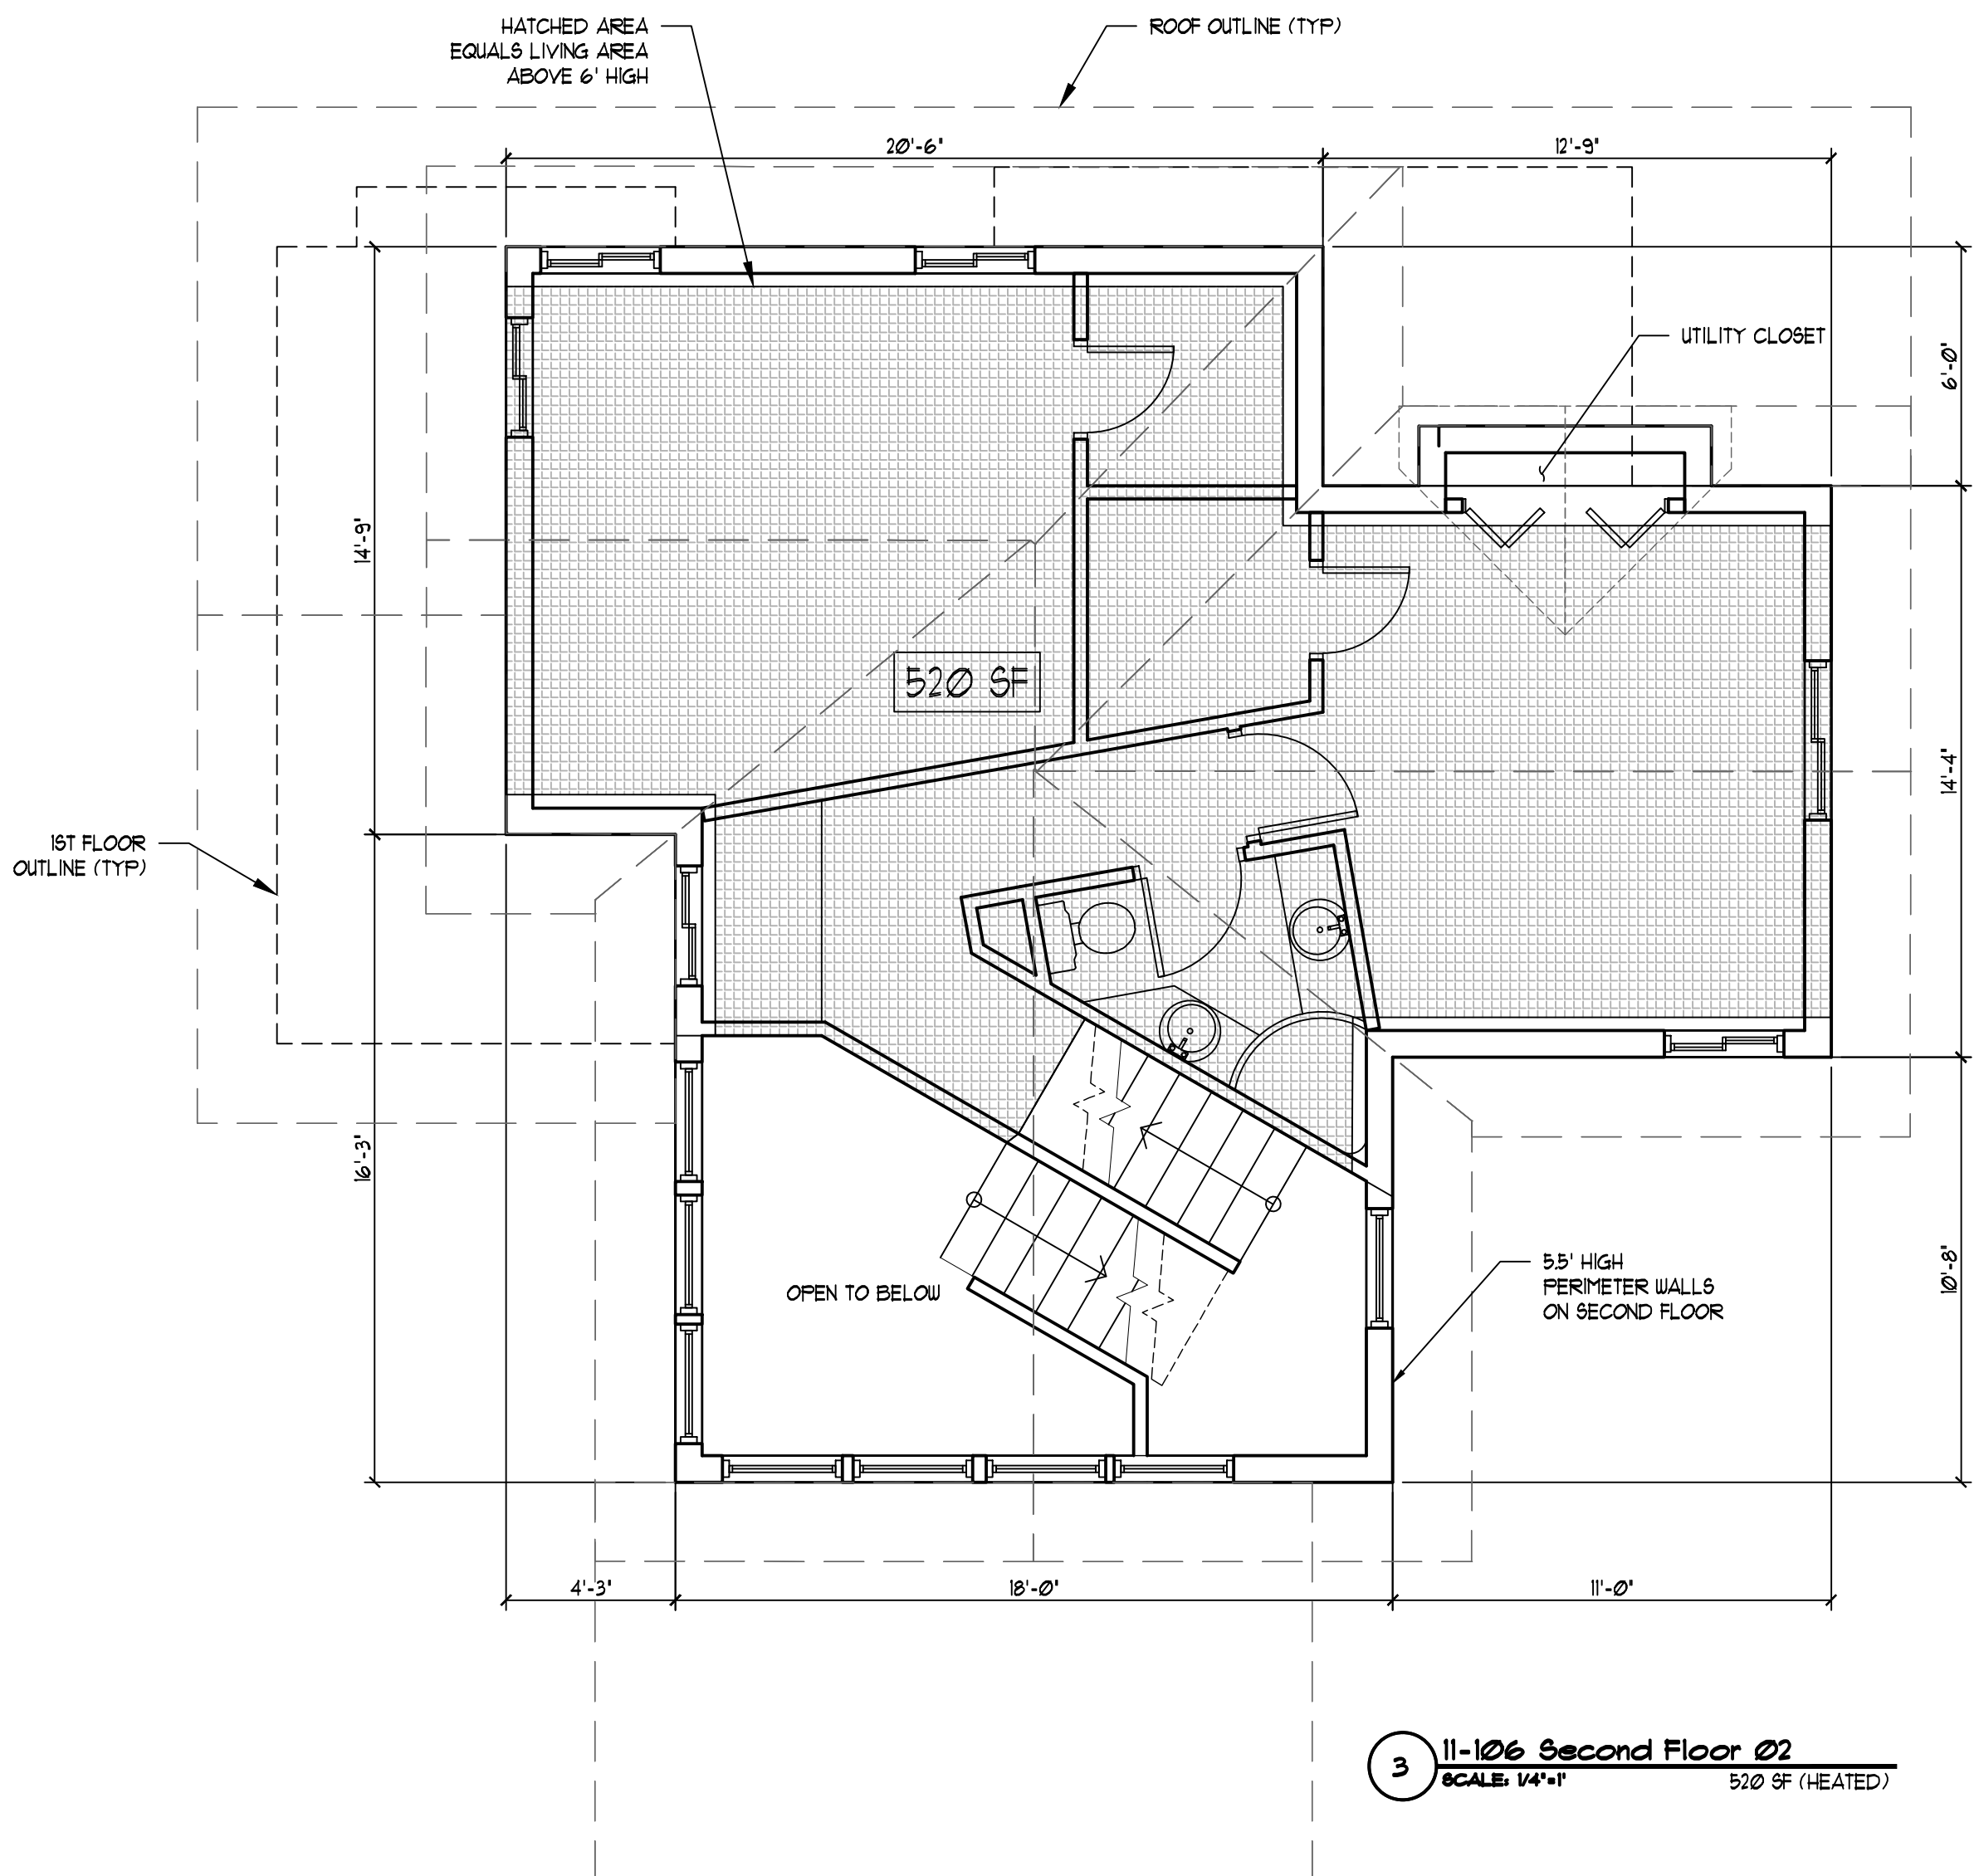 HATCHED AREA
EQUALS LIVING AREA
ABOVE 6' HIGH
ROOF OUTLINE (TYP)
20'-6"
12'-9"
UTILITY CLOSET
6'-0"
14'-9"
520 SF
14'-4"
1ST FLOOR
OUTLINE (TYP)
16'-3"
5.5' HIGH
PERIMETER WALLS
ON SECOND FLOOR
10'-8"
OPEN TO BELOW
4'-3"
18'-0"
11'-0"
3
11-106 Second Floor 02
SCALE: 1/4"=1'
520 SF (HEATED)